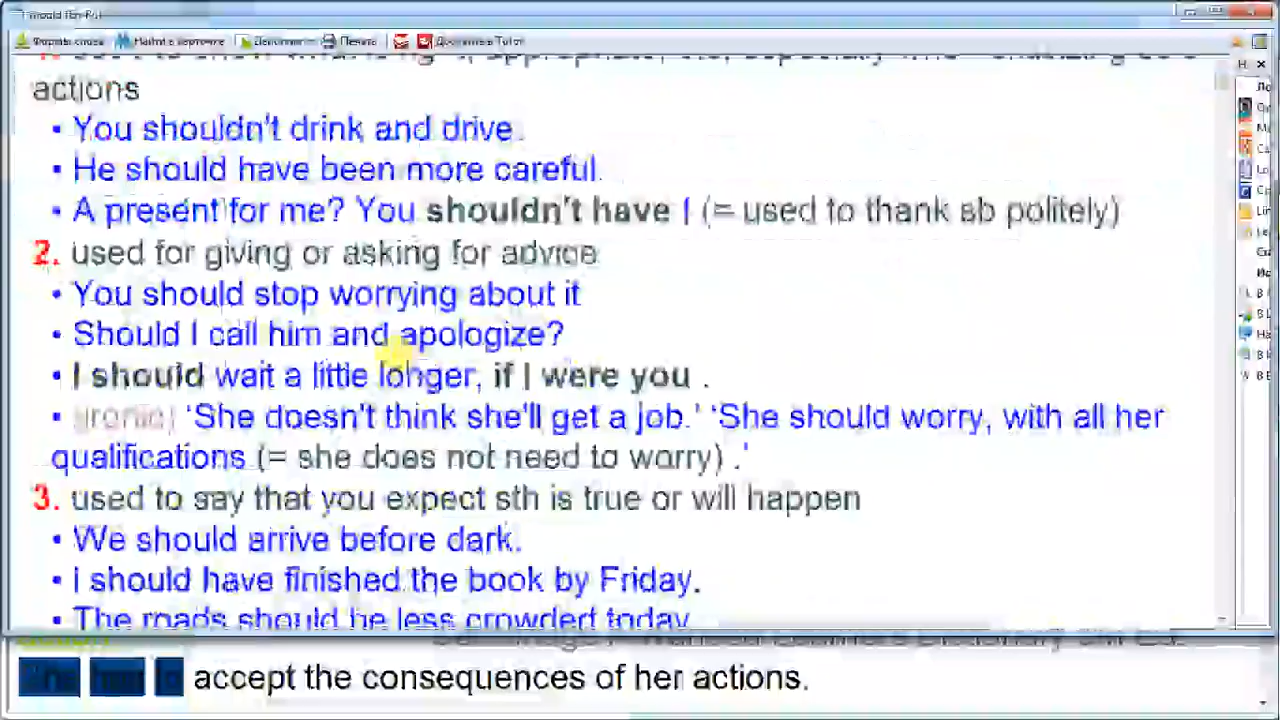 Печать
actions
• You shouldn't drink and drive.
• He should have been more careful.
• A present for me? You shouldn't have! (= used to thank sb politely)
2. used for giving or asking for advice
• You should stop worrying about it
• Should I call him and apologize?
• I should wait a little longer, if I were you .
• ironic) ‘She doesn't think she'll get a job.’ ‘She should worry, with all her
qualifications (= she does not need to worry) .’
3. used to say that you expect sth is true or will happen
• We should arrive before dark.
• I should have finished the book by Friday.
• The roads should be less crowded today
accept the consequences of her actions.